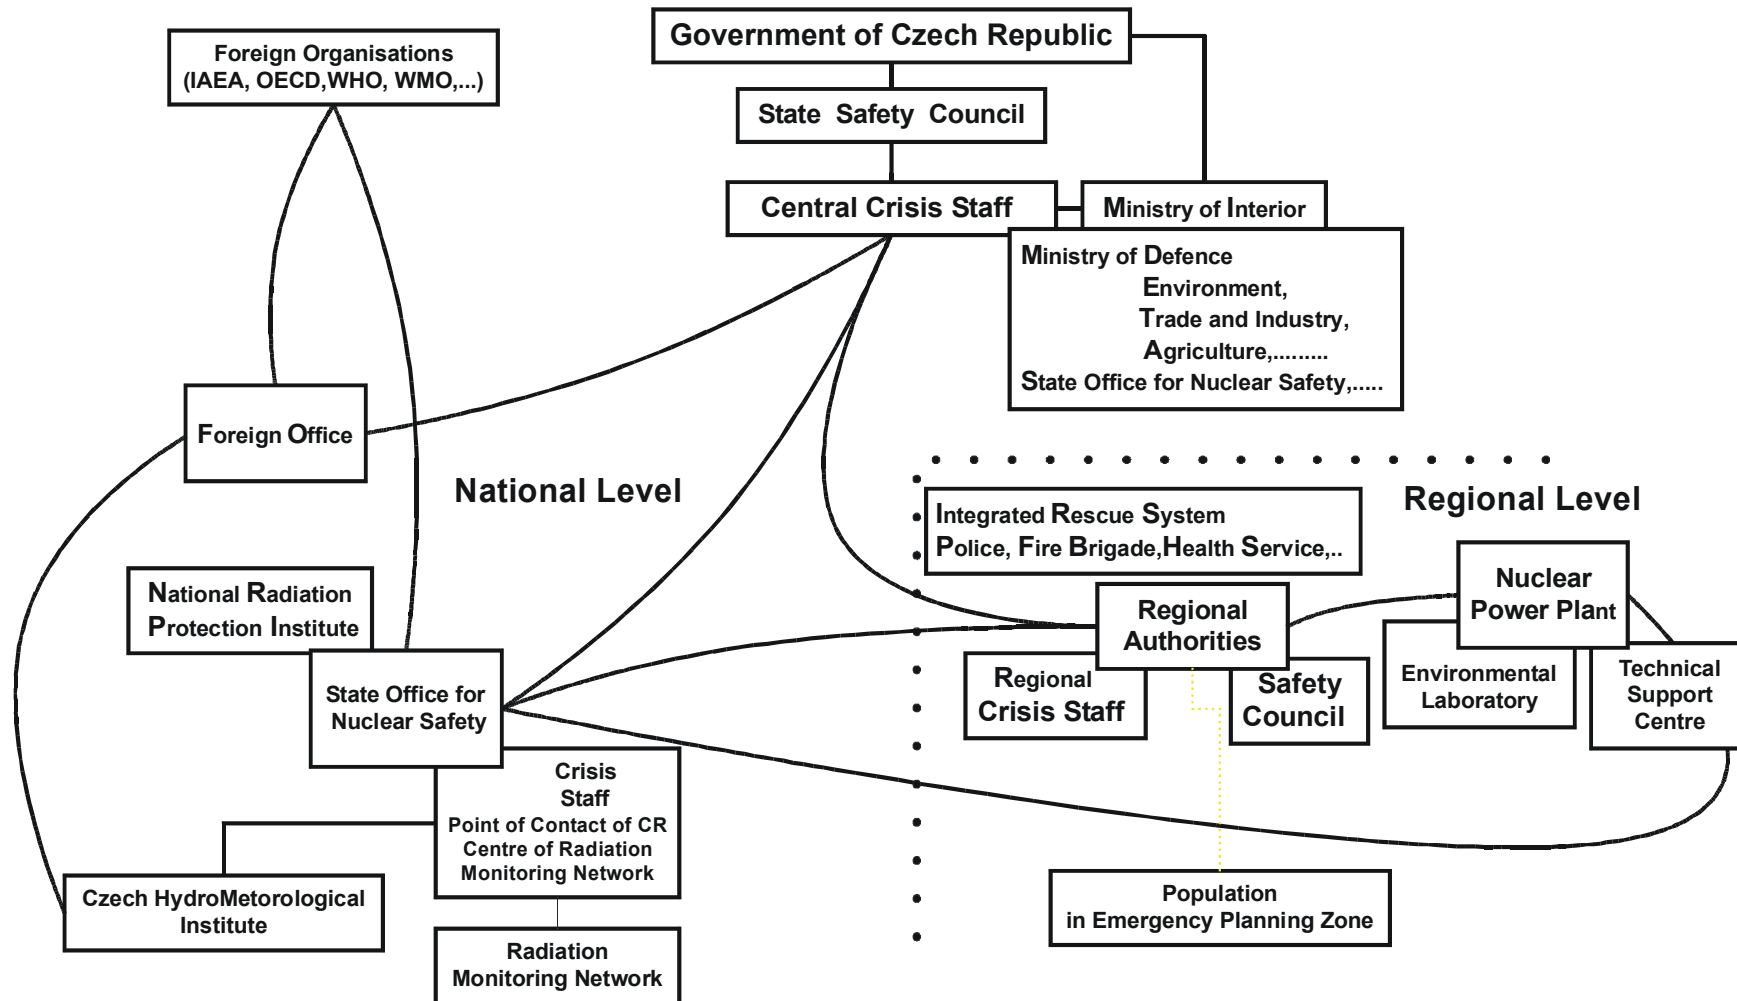 Foreign Organisations
(IAEA, OECD,WHO, WMO,...)
Government of Czech Republic
State Safety Council
Central Crisis Staff
Ministry of Interior
Ministry of Defence
Environment,
Trade and Industry,
Agriculture,.........
State Office for Nuclear Safety,.....
Foreign Office
National Level
Regional Level
Integrated Rescue System
Police, Fire Brigade,Health Service,..
National Radiation
Protection Institute
Regional
Authorities
Nuclear
Power Plant
State Office for
Nuclear Safety
Regional
Crisis Staff
Safety
Council
Environmental
Laboratory
Technical
Support
Centre
Crisis
Staff
Point of Contact of CR
Centre of Radiation
Monitoring Network
Czech HydroMetorological
Institute
Population
in Emergency Planning Zone
Radiation
Monitoring Network